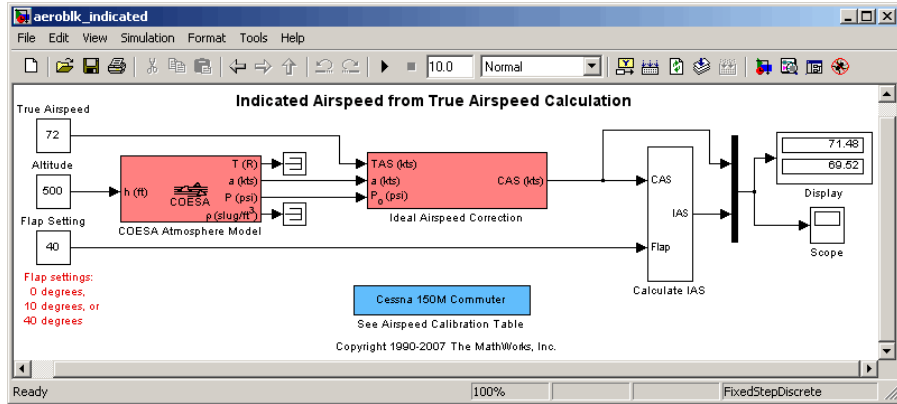 aeroblk_indicated
File Edit View Simulation Format Tools Help
10.0 Normal
Indicated Airspeed from True Airspeed Calculation
True Airspeed
72
Altitude
500
Flap Setting
40
Flap settings:
0 degrees,
10 degrees, or
40 degrees
h (ft)
COESA
T (R)
a (kts)
P (psi)
ρ (slug/ft³)
COESA Atmosphere Model
TAS (kts)
a (kts)
P₀ (psi)
CAS (kts)
Ideal Airspeed Correction
CAS
IAS
Flap
Calculate IAS
71.48
69.52
Display
Scope
Cessna 150M Commuter
See Airspeed Calibration Table
Copyright 1990-2007 The MathWorks, Inc.
Ready 100% FixedStepDiscrete